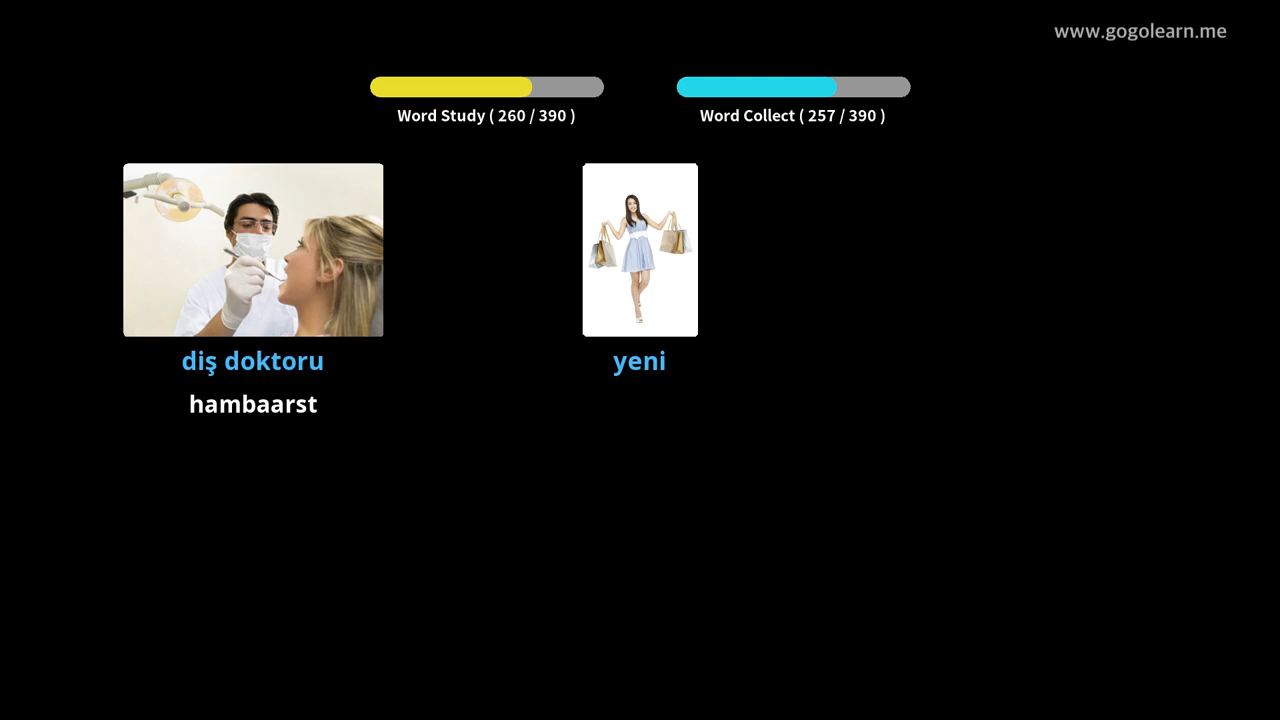 www.gogolearn.me
Word Study ( 260 / 390 )
Word Collect ( 257 / 390 )
diş doktoru
hambaarst
yeni